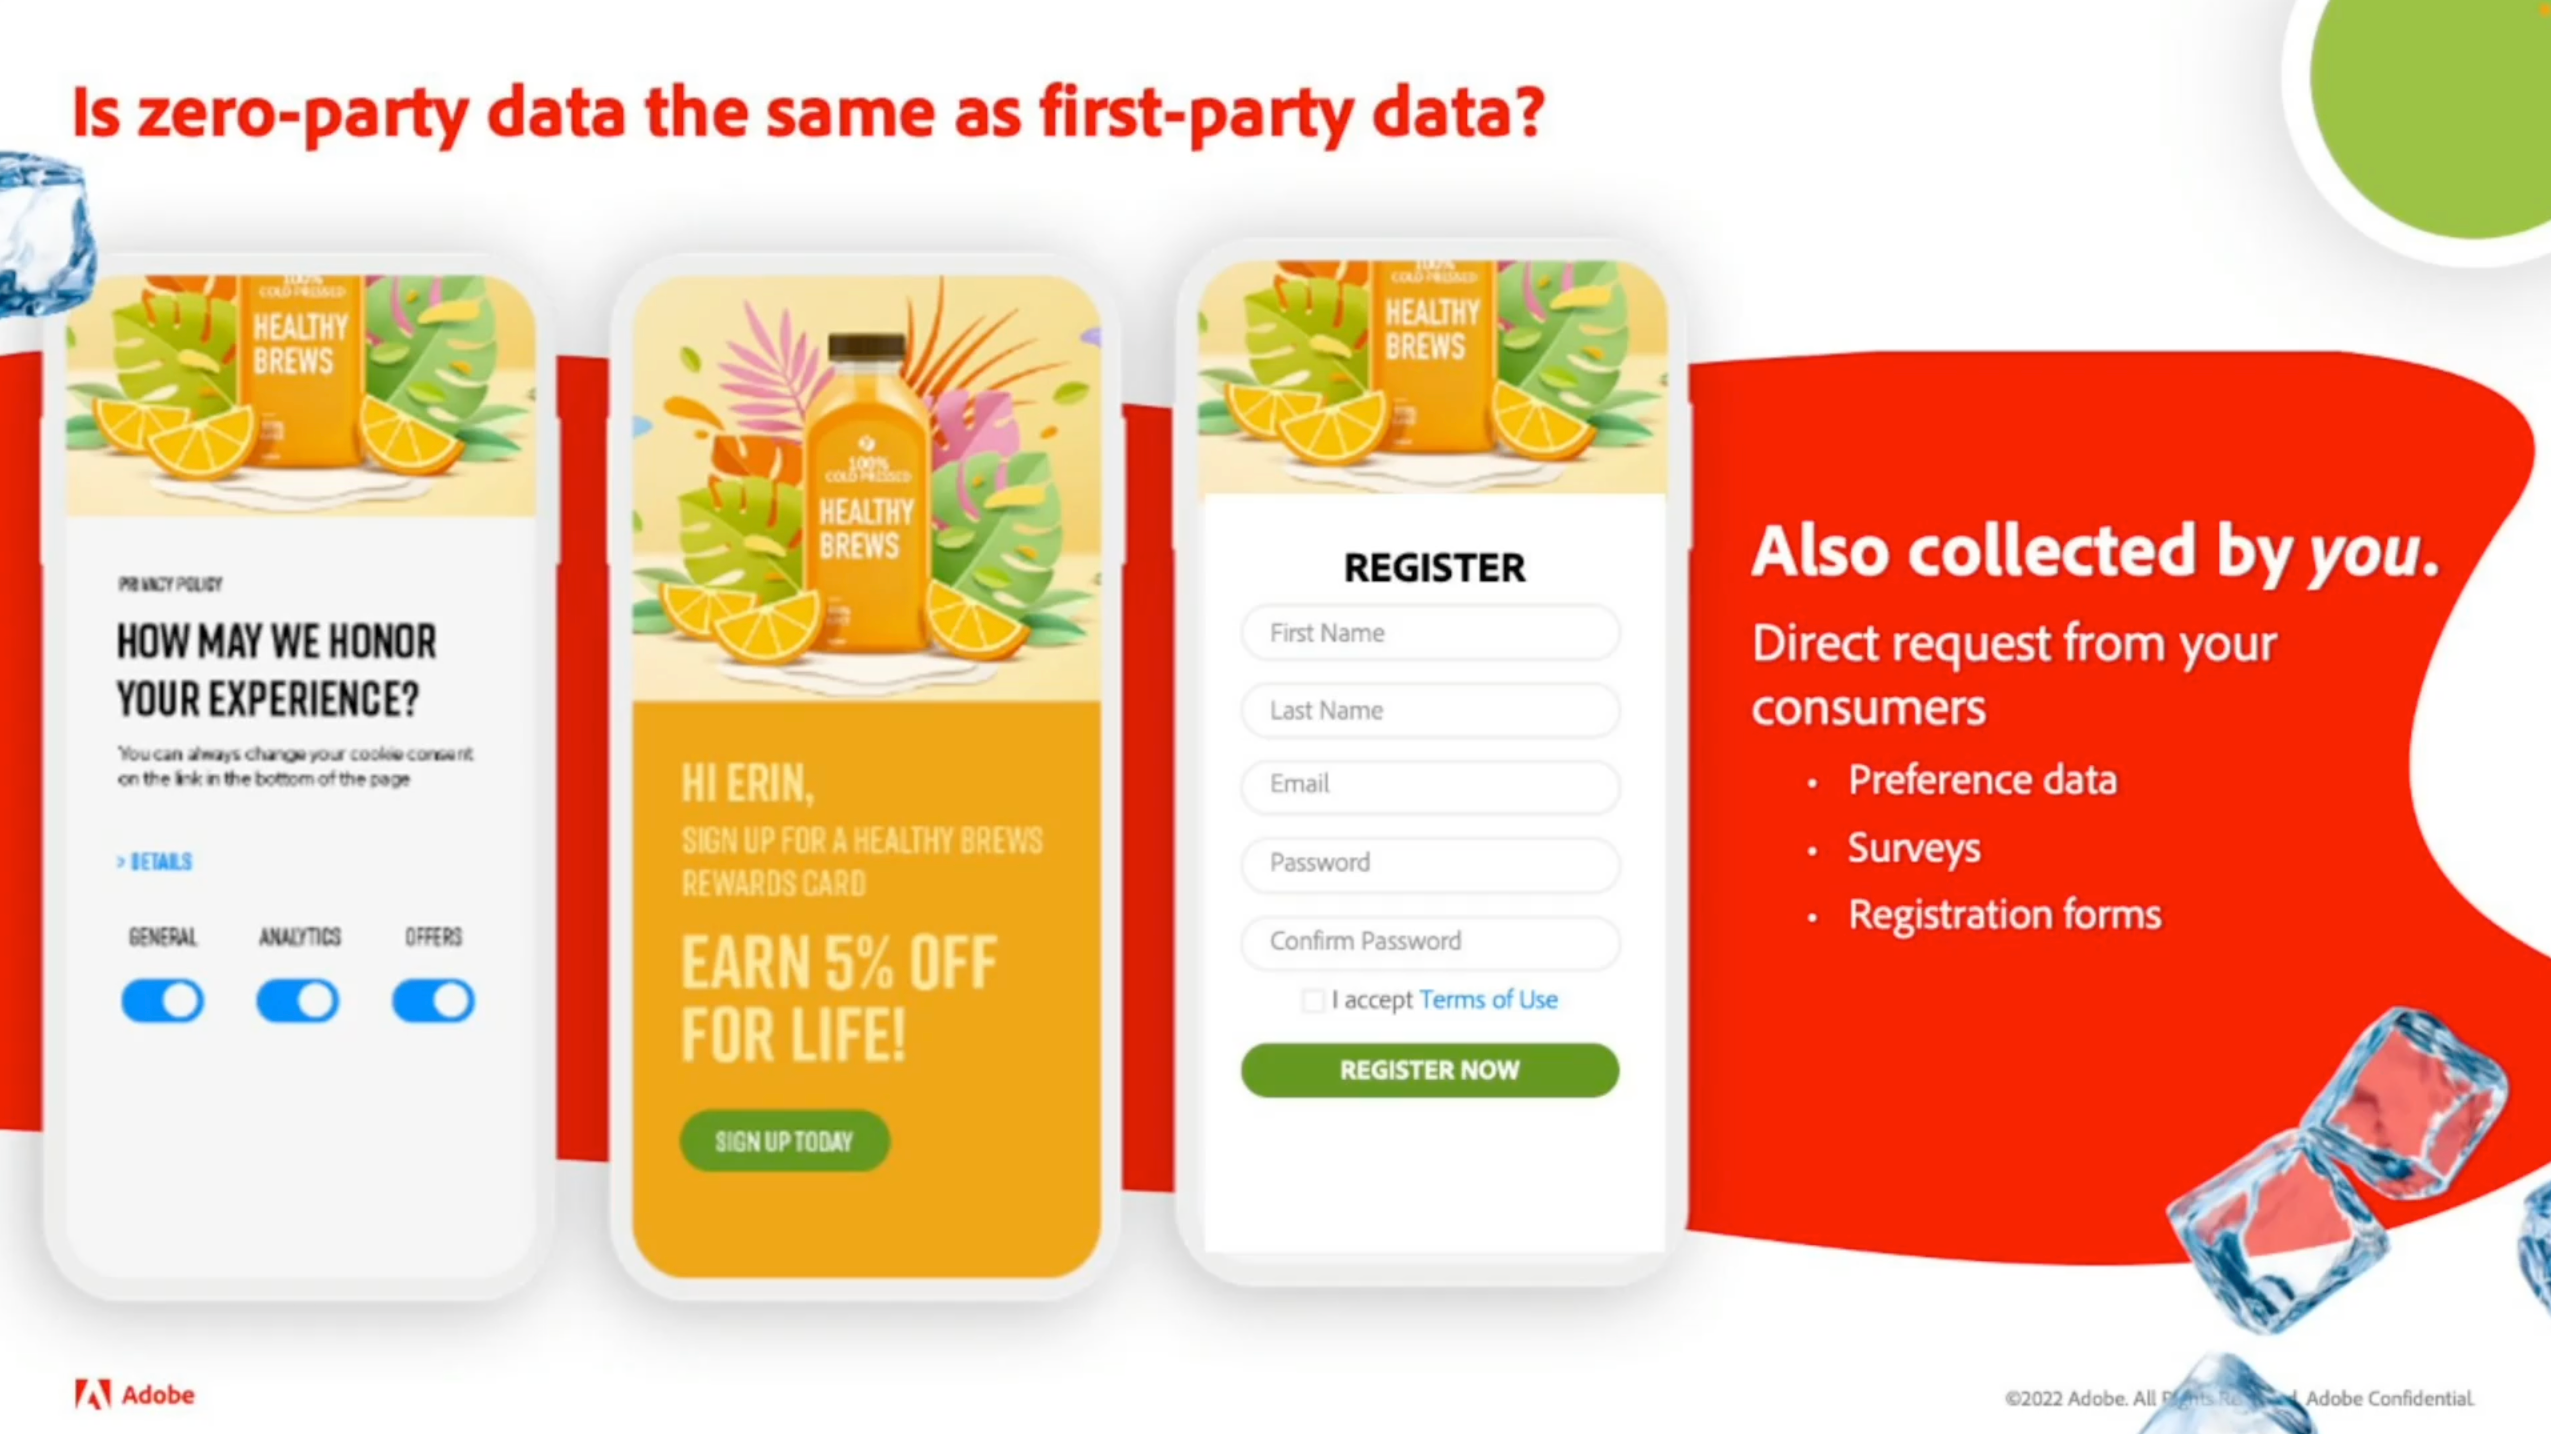 Is zero-party data the same as first-party data?
100%
COLD PRESSED
HEALTHY
BREWS
PRIVACY POLICY
HOW MAY WE HONOR
YOUR EXPERIENCE?
You can always change your cookie consent
on the link in the bottom of the page
> DETAILS
GENERAL ANALYTICS OFFERS
100%
COLD PRESSED
HEALTHY
BREWS
HI ERIN,
SIGN UP FOR A HEALTHY BREWS
REWARDS CARD
EARN 5% OFF
FOR LIFE!
SIGN UP TODAY
100%
COLD PRESSED
HEALTHY
BREWS
REGISTER
First Name
Last Name
Email
Password
Confirm Password
I accept Terms of Use
REGISTER NOW
Also collected by you.
Direct request from your
consumers
• Preference data
• Surveys
• Registration forms
Adobe
©2022 Adobe. All Rights Adobe Confidential.